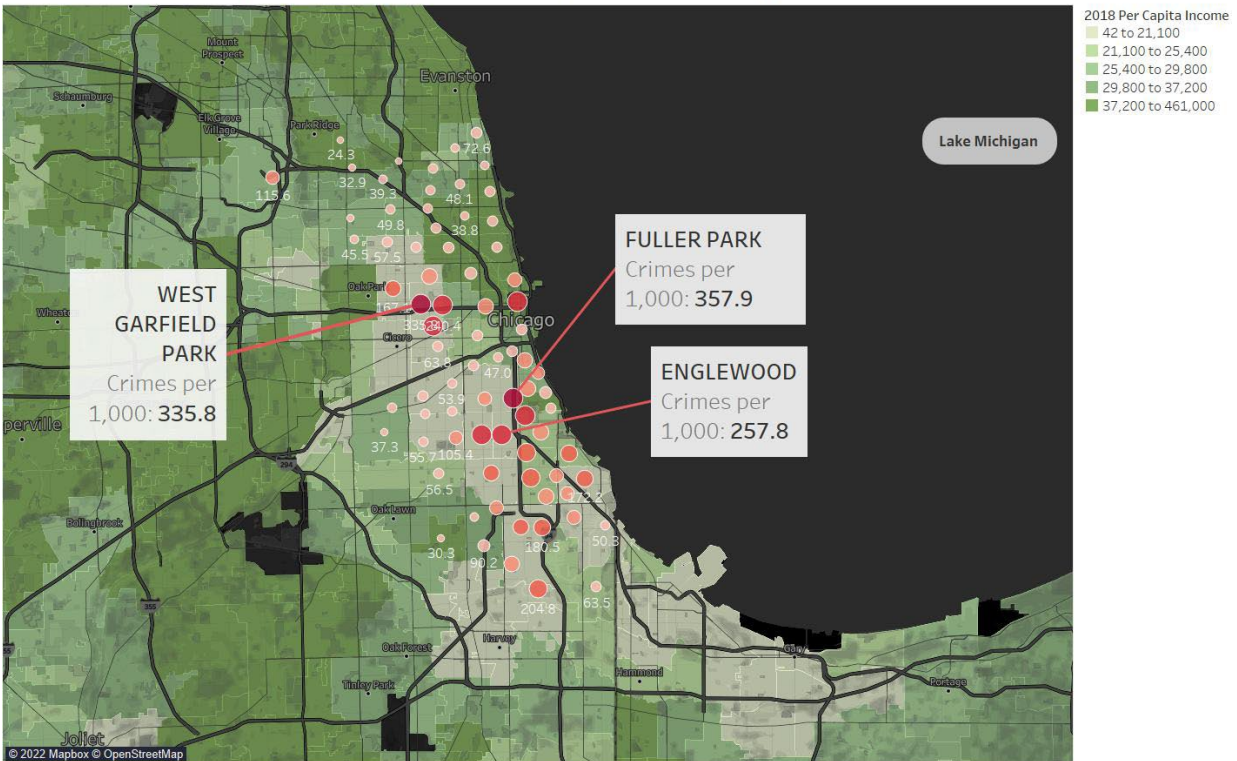 2018 Per Capita Income
42 to 21,100
21,100 to 25,400
25,400 to 29,800
29,800 to 37,200
37,200 to 461,000
Mount
Prospect
Evanston
Schaumburg
Elk Grove
Village
Park Ridge
Lake Michigan
24.3
72.6
32.9
115.6
39.3
48.1
49.8
38.8
45.5
57.5
FULLER PARK
Crimes per
1,000: 357.9
WEST
GARFIELD
PARK
Crimes per
1,000: 335.8
Oak Park
335.8
Chicago
Cicero
63.8
47.0
ENGLEWOOD
Crimes per
1,000: 257.8
53.9
perville
37.3
55.7
105.4
294
56.5
172.2
Oak Lawn
Bolingbrook
30.3
180.5
50.3
90.2
63.5
204.8
355
Harvey
Oak Forest
Gary
55
Hammond
Tinley Park
Portage
Joliet
© 2022 Mapbox © OpenStreetMap